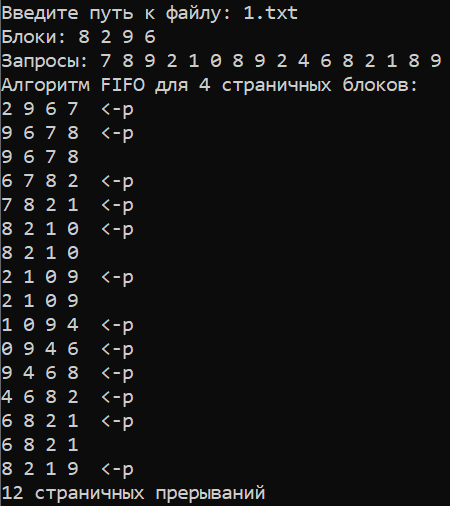 Введите путь к файлу: 1.txt
Блоки: 8 2 9 6
Запросы: 7 8 9 2 1 0 8 9 2 4 6 8 2 1 8 9
Алгоритм FIFO для 4 страничных блоков:
2 9 6 7  <-p
9 6 7 8  <-p
9 6 7 8
6 7 8 2  <-p
7 8 2 1  <-p
8 2 1 0  <-p
8 2 1 0
2 1 0 9  <-p
2 1 0 9
1 0 9 4  <-p
0 9 4 6  <-p
9 4 6 8  <-p
4 6 8 2  <-p
6 8 2 1  <-p
6 8 2 1
8 2 1 9  <-p
12 страничных прерываний